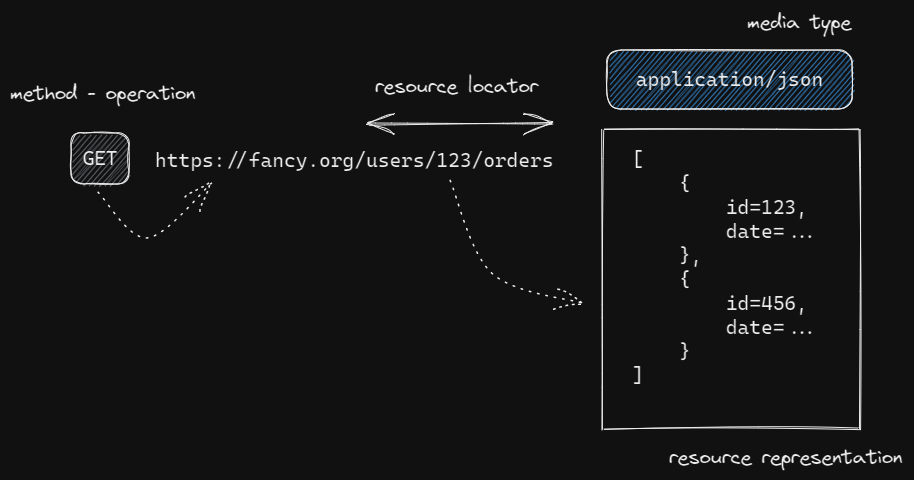 media type
application/json
method - operation
resource locator
GET
https://fancy.org/users/123/orders
[
{
id=123,
date= ...
},
{
id=456,
date= ...
}
]
resource representation